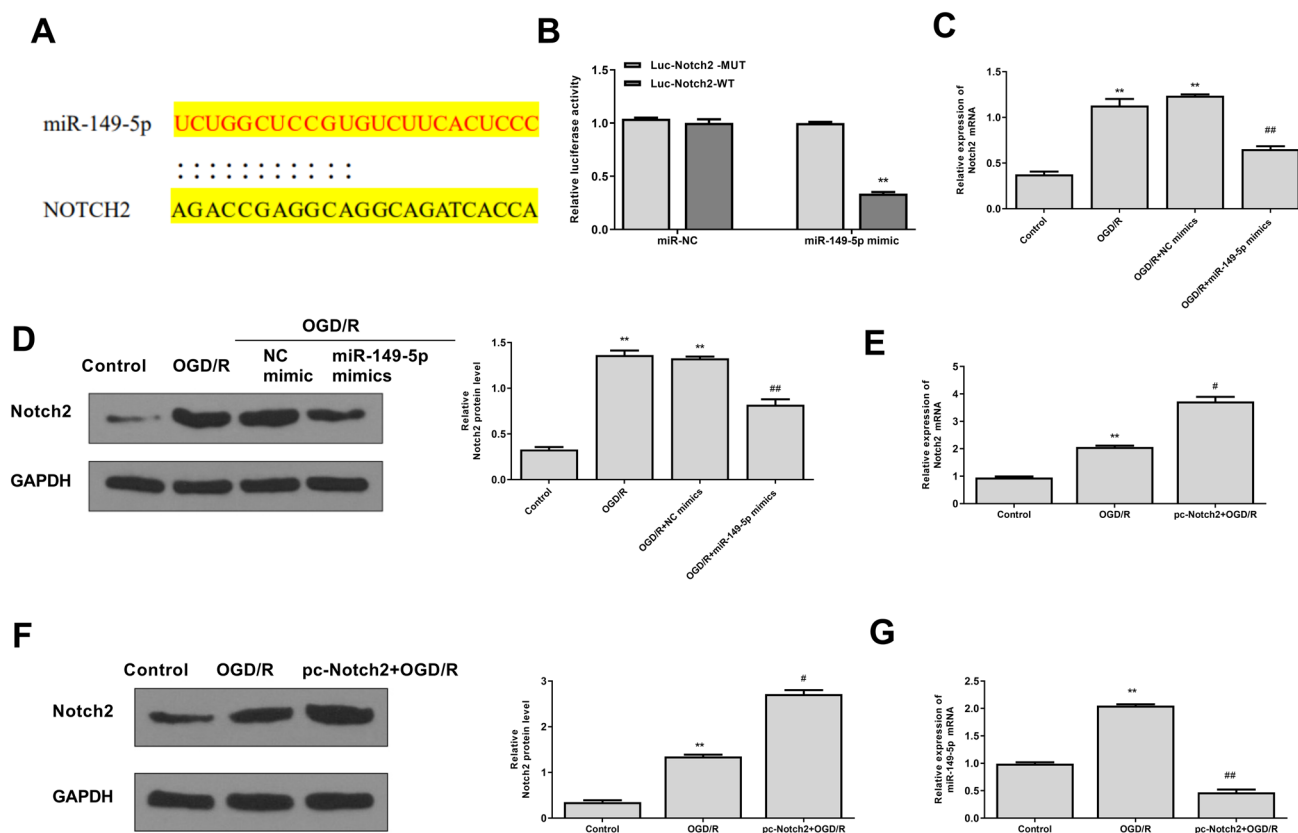 A
miR-149-5p UCUGGCUCCGUGUCUUCACUCCC
: : : : : : : : : : :
NOTCH2 AGACCGAGGCAGGCAGATCACCA
B
Luc-Notch2 -MUT
Luc-Notch2-WT
Relative luciferase activity
1.5
1.0
0.5
0.0
**
miR-NC
miR-149-5p mimic
C
Relative expression of
Notch2 mRNA
1.5
1.0
0.5
0.0
**
**
##
Control
OGD/R
OGD/R+NC mimics
OGD/R+miR-149-5p mimics
D
OGD/R
Control
OGD/R
NC
mimic
miR-149-5p
mimics
Notch2
GAPDH
Relative
Notch2 protein level
1.5
1.0
0.5
0.0
**
**
##
Control
OGD/R
OGD/R+NC mimics
OGD/R+miR-149-5p mimics
E
Relative expression of
Notch2 mRNA
5
4
3
2
1
0
**
#
Control
OGD/R
pc-Notch2+OGD/R
F
Control
OGD/R
pc-Notch2+OGD/R
Notch2
GAPDH
Relative
Notch2 protein level
3
2
1
0
**
#
Control
OGD/R
pc-Notch2+OGD/R
G
Relative expression of
miR-149-5p mRNA
2.5
2.0
1.5
1.0
0.5
0.0
**
##
Control
OGD/R
pc-Notch2+OGD/R